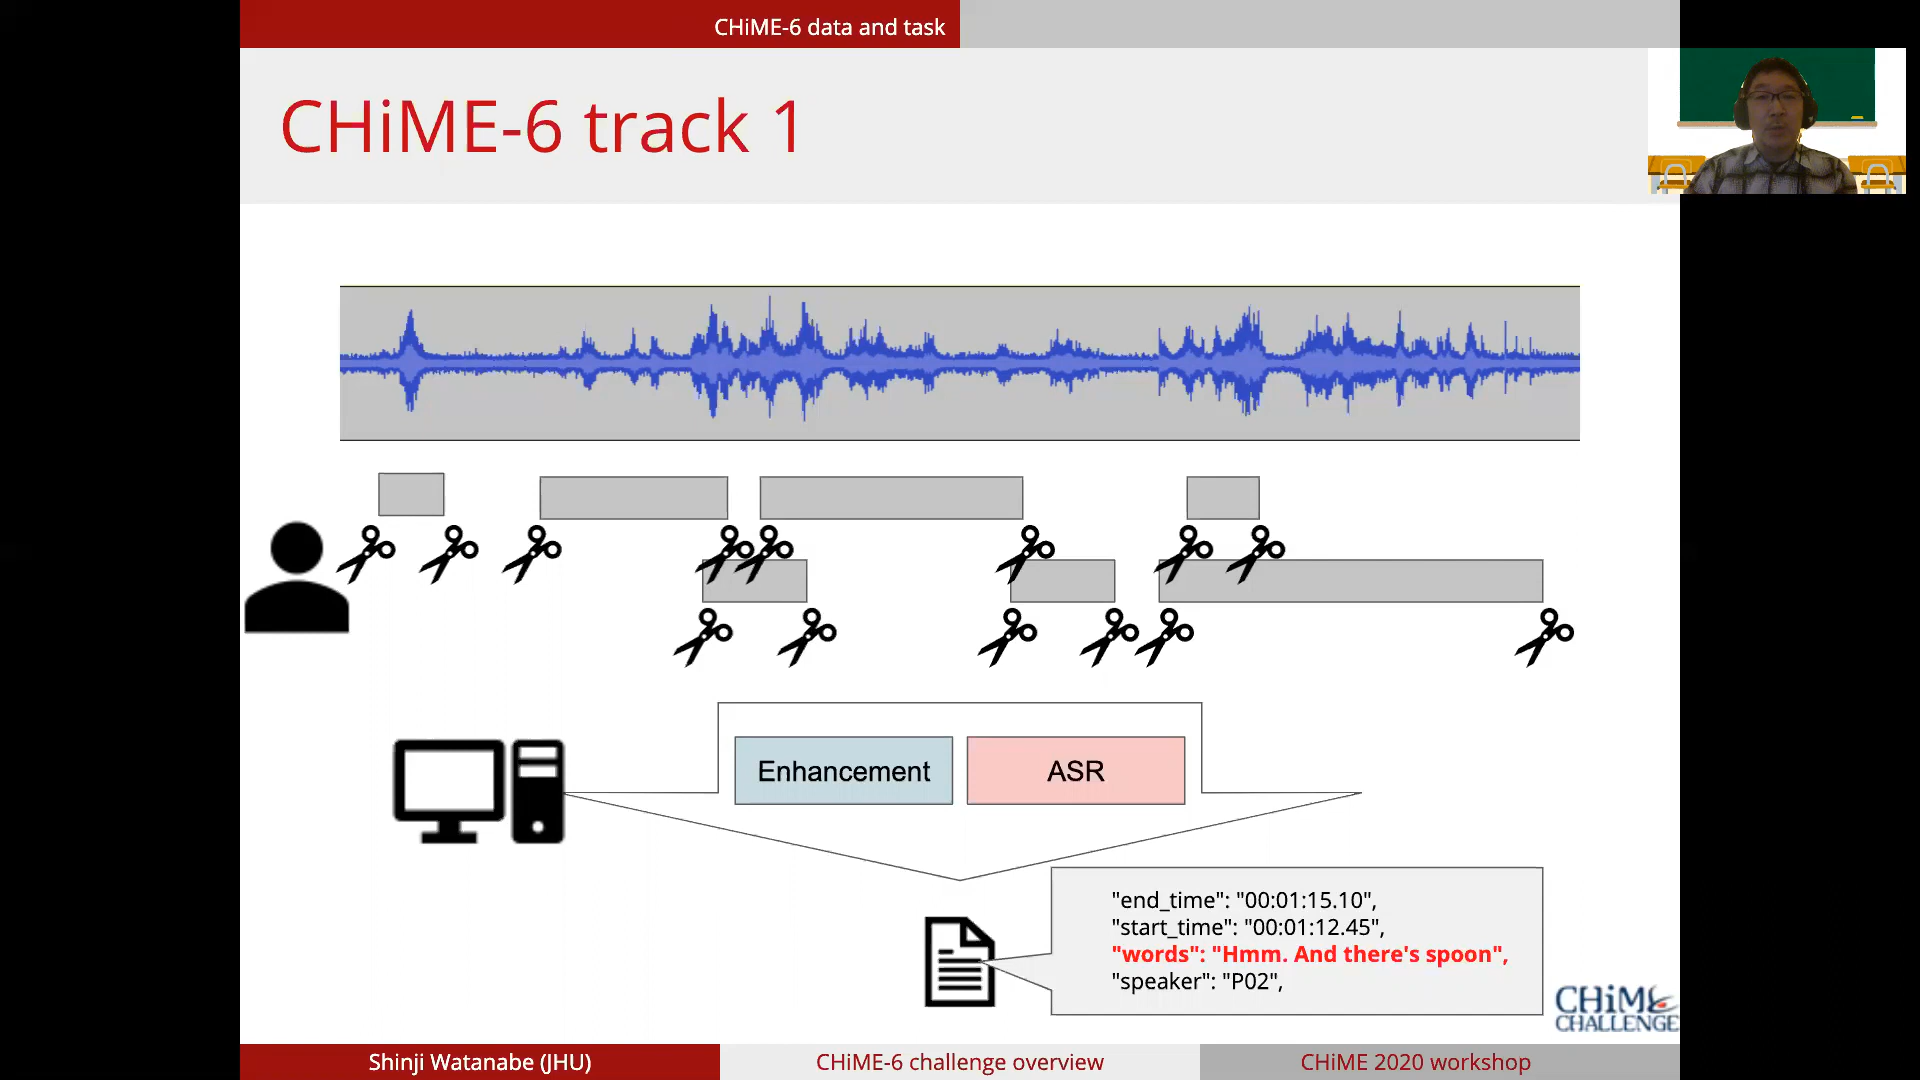 CHiME-6 data and task
CHiME-6 track 1
Enhancement
ASR
"end_time": "00:01:15.10",
"start_time": "00:01:12.45",
"words": "Hmm. And there's spoon",
"speaker": "P02",
CHiME
CHALLENGE
Shinji Watanabe (JHU)
CHiME-6 challenge overview
CHiME 2020 workshop